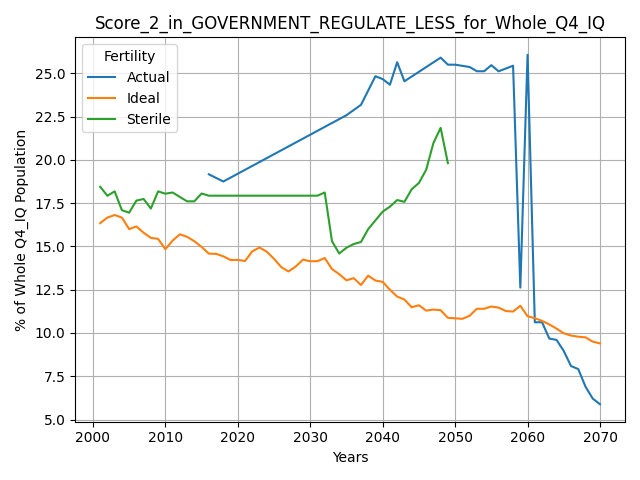 Score_2_in_GOVERNMENT_REGULATE_LESS_for_Whole_Q4_IQ
Fertility
Actual
Ideal
Sterile
% of Whole Q4_IQ Population
25.0
22.5
20.0
17.5
15.0
12.5
10.0
7.5
5.0
2000 2010 2020 2030 2040 2050 2060 2070
Years